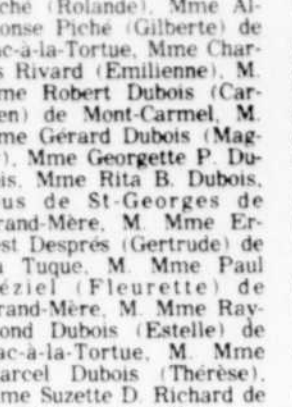 ché (Rolande), Mme Al-
onse Piché (Gilberte) de
ac-à-la-Tortue, Mme Char-
s Rivard (Emilienne), M.
me Robert Dubois (Car-
en) de Mont-Carmel, M.
me Gérard Dubois (Mag-
), Mme Georgette P. Du-
is, Mme Rita B. Dubois,
us de St-Georges de
rand-Mère, M. Mme Er-
est Després (Gertrude) de
a Tuque, M. Mme Paul
éziel (Fleurette) de
rand-Mère, M. Mme Ray-
ond Dubois (Estelle) de
ac-à-la-Tortue, M. Mme
arcel Dubois (Thérèse),
me Suzette D. Richard de